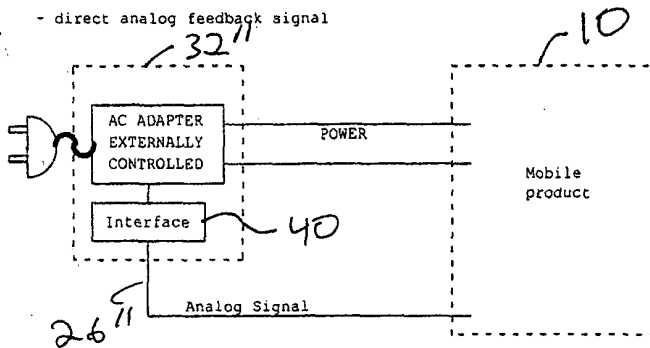 - direct analog feedback signal
32"
10
AC ADAPTER
EXTERNALLY
CONTROLLED
POWER
Mobile
product
Interface
40
26"
Analog Signal